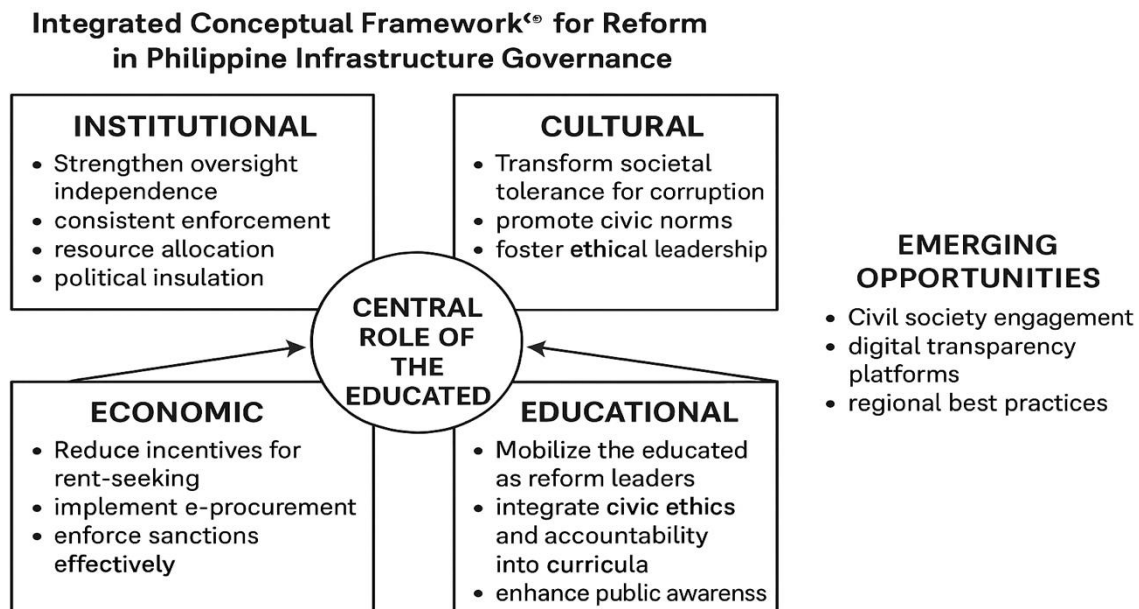 Integrated Conceptual Framework for Reform
in Philippine Infrastructure Governance
INSTITUTIONAL
• Strengthen oversight
independence
• consistent enforcement
• resource allocation
• political insulation
CULTURAL
• Transform societal
tolerance for corruption
• promote civic norms
• foster ethical leadership
CENTRAL
ROLE OF
THE
EDUCATED
ECONOMIC
• Reduce incentives for
rent-seeking
• implement e-procurement
• enforce sanctions
effectively
EDUCATIONAL
• Mobilize the educated
as reform leaders
• integrate civic ethics
and accountability
into curricula
• enhance public awarenss
EMERGING
OPPORTUNITIES
• Civil society engagement
• digital transparency
platforms
• regional best practices